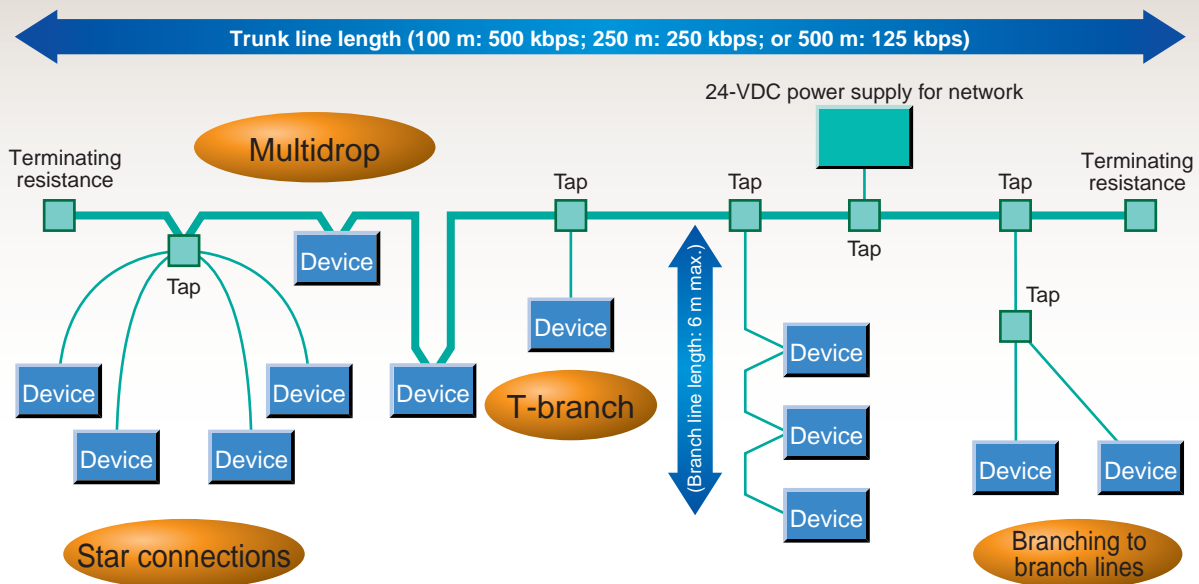 Trunk line length (100 m: 500 kbps; 250 m: 250 kbps; or 500 m: 125 kbps)
24-VDC power supply for network
Multidrop
Terminating
resistance
Tap
Tap
Tap
Terminating
resistance
Device
Tap
Tap
Tap
Device
Device
(Branch line length: 6 m max.)
Device
Device
Device
Device
T-branch
Device
Device
Device
Device
Device
Device
Star connections
Branching to
branch lines